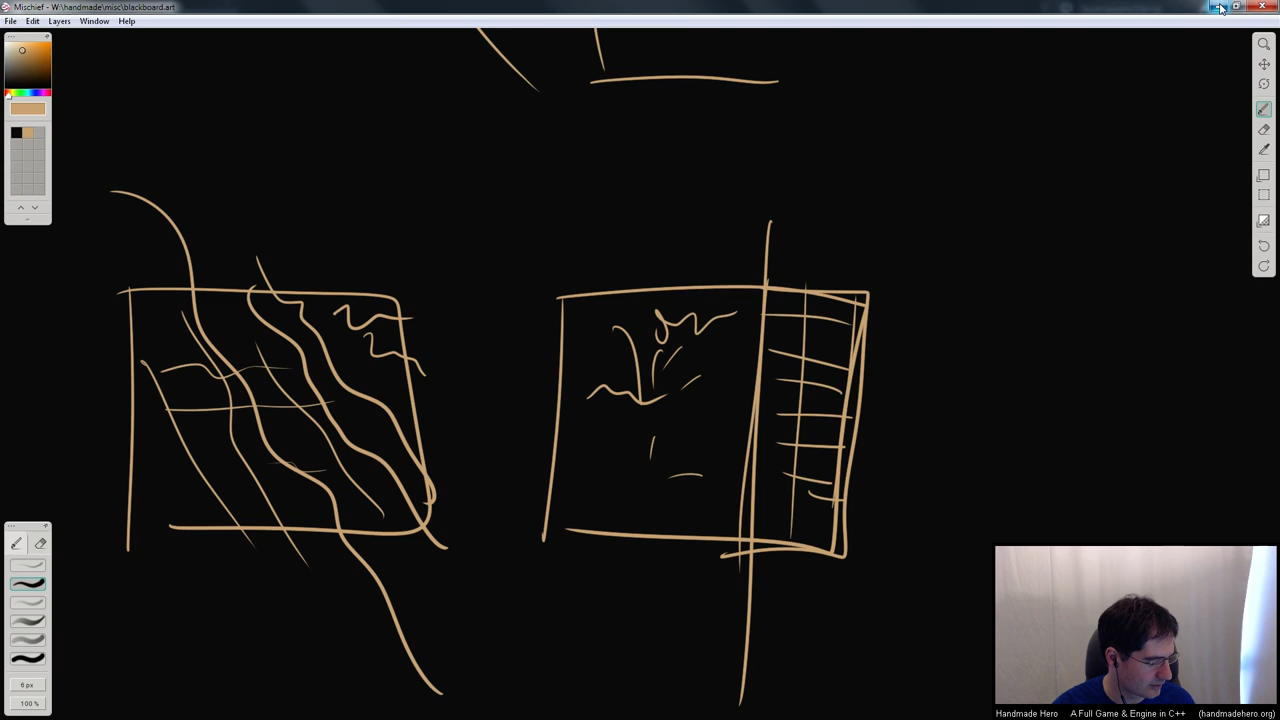 Mischief - W:\handmade\misc\blackboard.art
File Edit Layers Window Help
6 px
100 %
Handmade Hero A Full Game & Engine in C++ (handmadehero.org)